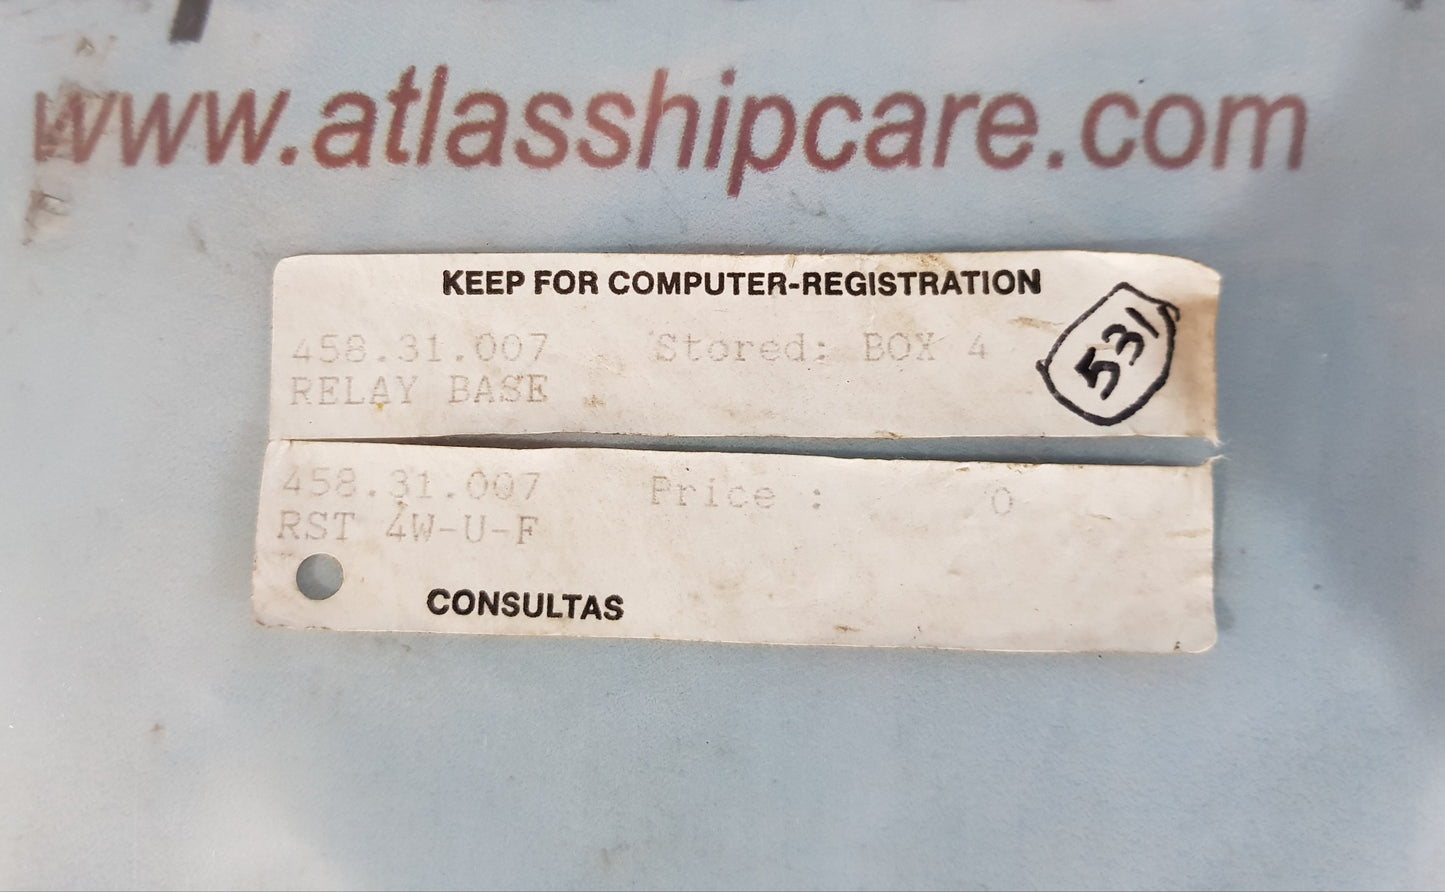 www.atlasshipcare.com
KEEP FOR COMPUTER-REGISTRATION
458.31.007 Stored: BOX 4
RELAY BASE
531
458.31.007 Price : 0
RST 4W-U-F
CONSULTAS